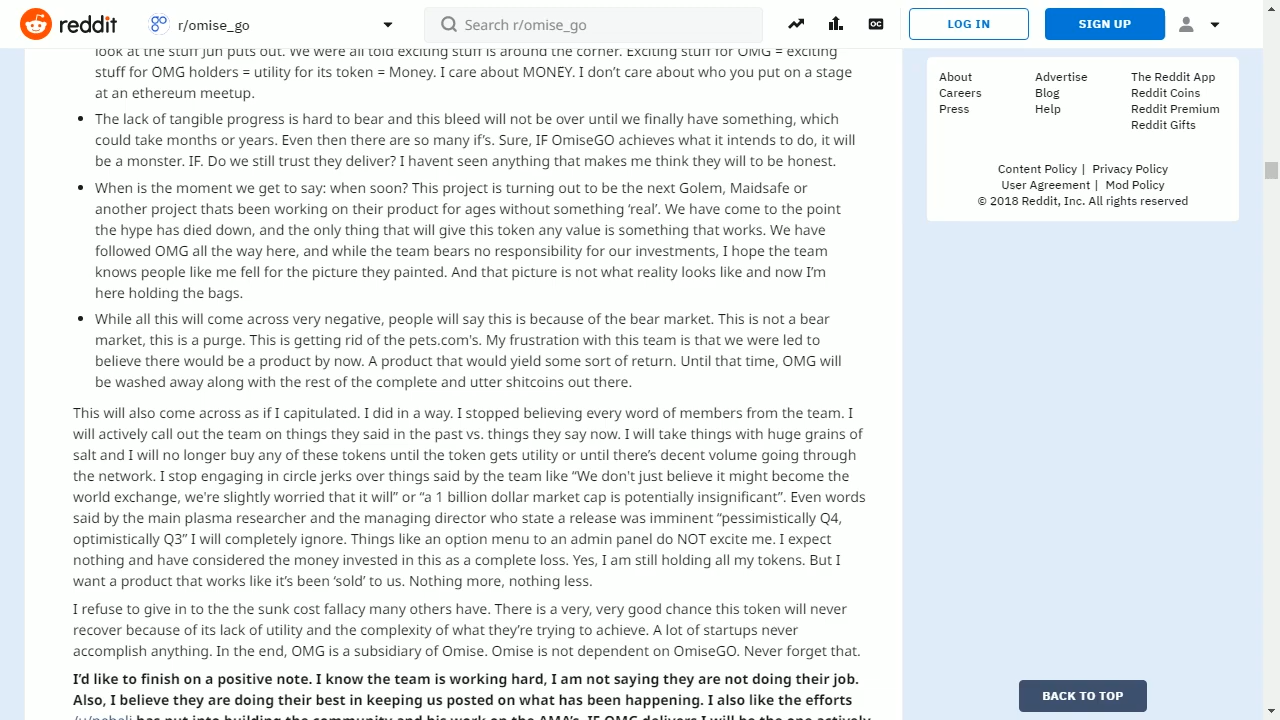 reddit
r/omise_go
Search r/omise_go
OC
LOG IN
SIGN UP
look at the stuff Jun puts out. We were all told exciting stuff is around the corner. Exciting stuff for OMG = exciting
stuff for OMG holders = utility for its token = Money. I care about MONEY. I don’t care about who you put on a stage
at an ethereum meetup.
The lack of tangible progress is hard to bear and this bleed will not be over until we finally have something, which
could take months or years. Even then there are so many if’s. Sure, IF OmiseGO achieves what it intends to do, it will
be a monster. IF. Do we still trust they deliver? I havent seen anything that makes me think they will to be honest.
When is the moment we get to say: when soon? This project is turning out to be the next Golem, Maidsafe or
another project thats been working on their product for ages without something ‘real’. We have come to the point
the hype has died down, and the only thing that will give this token any value is something that works. We have
followed OMG all the way here, and while the team bears no responsibility for our investments, I hope the team
knows people like me fell for the picture they painted. And that picture is not what reality looks like and now I’m
here holding the bags.
While all this will come across very negative, people will say this is because of the bear market. This is not a bear
market, this is a purge. This is getting rid of the pets.com's. My frustration with this team is that we were led to
believe there would be a product by now. A product that would yield some sort of return. Until that time, OMG will
be washed away along with the rest of the complete and utter shitcoins out there.
This will also come across as if I capitulated. I did in a way. I stopped believing every word of members from the team. I
will actively call out the team on things they said in the past vs. things they say now. I will take things with huge grains of
salt and I will no longer buy any of these tokens until the token gets utility or until there’s decent volume going through
the network. I stop engaging in circle jerks over things said by the team like “We don't just believe it might become the
world exchange, we're slightly worried that it will” or “a 1 billion dollar market cap is potentially insignificant”. Even words
said by the main plasma researcher and the managing director who state a release was imminent “pessimistically Q4,
optimistically Q3” I will completely ignore. Things like an option menu to an admin panel do NOT excite me. I expect
nothing and have considered the money invested in this as a complete loss. Yes, I am still holding all my tokens. But I
want a product that works like it’s been ‘sold’ to us. Nothing more, nothing less.
I refuse to give in to the the sunk cost fallacy many others have. There is a very, very good chance this token will never
recover because of its lack of utility and the complexity of what they’re trying to achieve. A lot of startups never
accomplish anything. In the end, OMG is a subsidiary of Omise. Omise is not dependent on OmiseGO. Never forget that.
I’d like to finish on a positive note. I know the team is working hard, I am not saying they are not doing their job.
Also, I believe they are doing their best in keeping us posted on what has been happening. I also like the efforts
has put into building the community and his work on the AMA’s. IF OMG delivers I will be the one actively
About
Advertise
The Reddit App
Careers
Blog
Reddit Coins
Press
Help
Reddit Premium
Reddit Gifts
Content Policy | Privacy Policy
User Agreement | Mod Policy
© 2018 Reddit, Inc. All rights reserved
BACK TO TOP